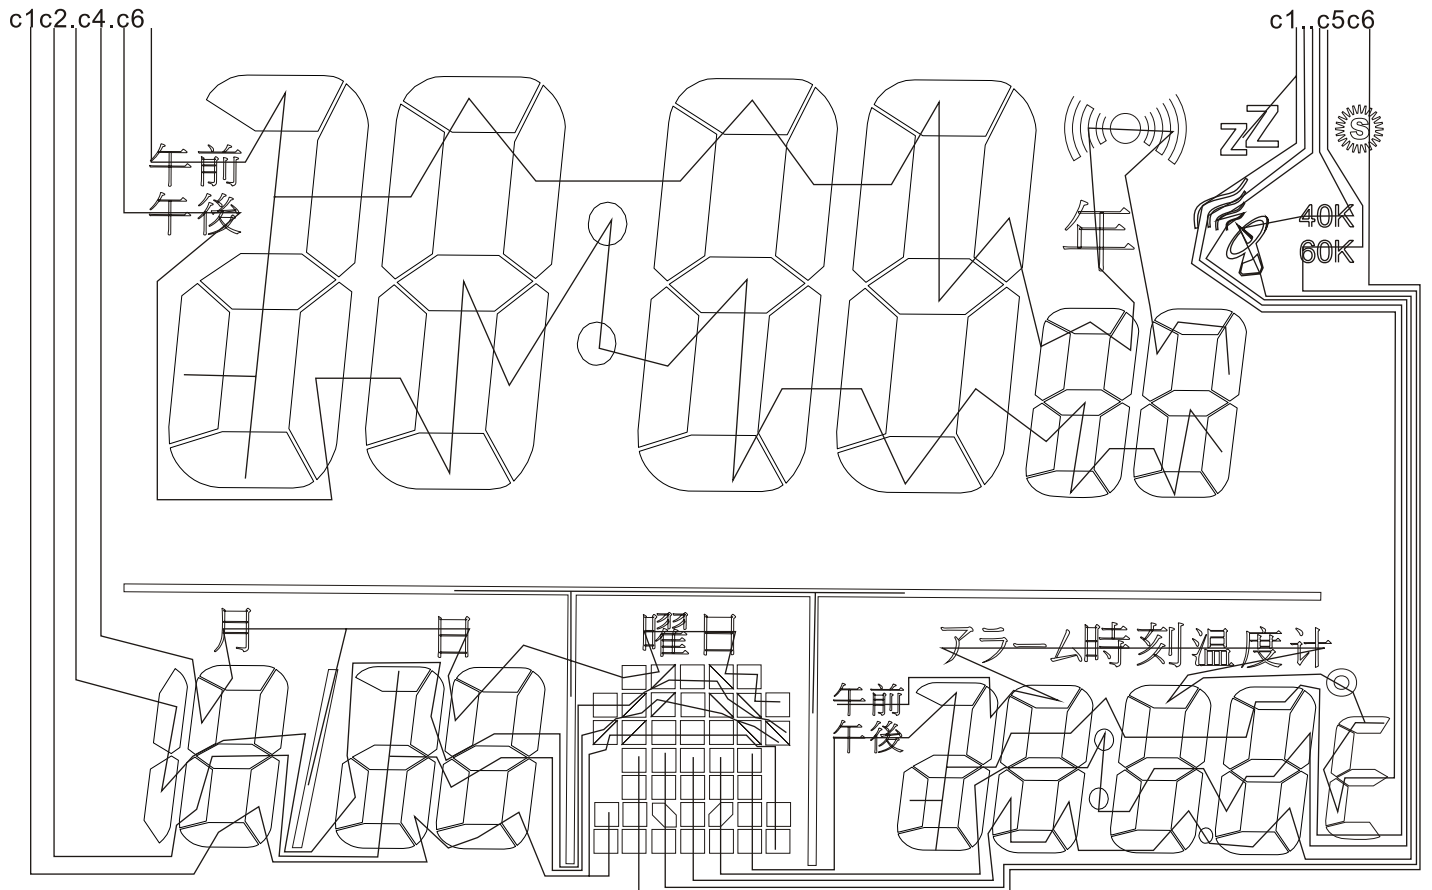 c1c2.c4.c6
c1..c5c6
zZ
S
午前
午後
年
40K
60K
月
日
曜日
アラーム時刻温度计
午前
午後